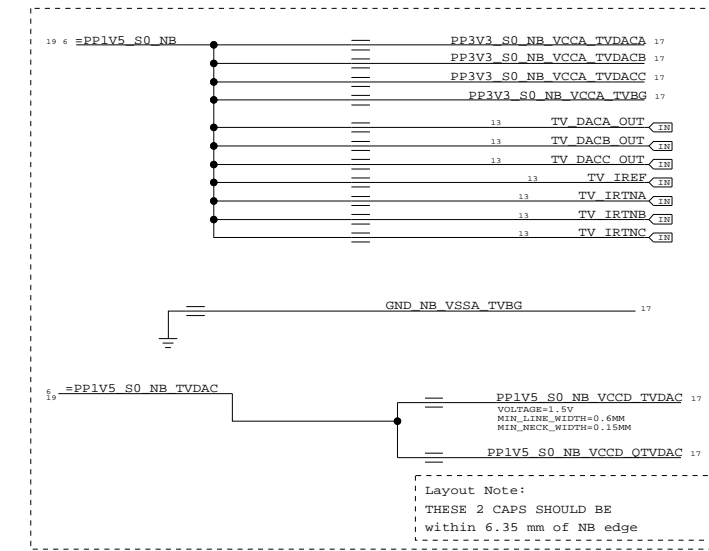 19 6 =PP1V5_S0_NB
PP3V3_S0_NB_VCCA_TVDACA 17
PP3V3_S0_NB_VCCA_TVDACB 17
PP3V3_S0_NB_VCCA_TVDACC 17
PP3V3_S0_NB_VCCA_TVBG 17
13 TV_DACA_OUT IN
13 TV_DACB_OUT IN
13 TV_DACC_OUT IN
13 TV_IREF IN
13 TV_IRTNA IN
13 TV_IRTNB IN
13 TV_IRTNC IN
GND_NB_VSSA_TVBG 17
6 19 =PP1V5_S0_NB_TVDAC
PP1V5_S0_NB_VCCD_TVDAC 17
VOLTAGE=1.5V
MIN_LINE_WIDTH=0.6MM
MIN_NECK_WIDTH=0.15MM
PP1V5_S0_NB_VCCD_QTVDAC 17
Layout Note:
THESE 2 CAPS SHOULD BE
within 6.35 mm of NB edge